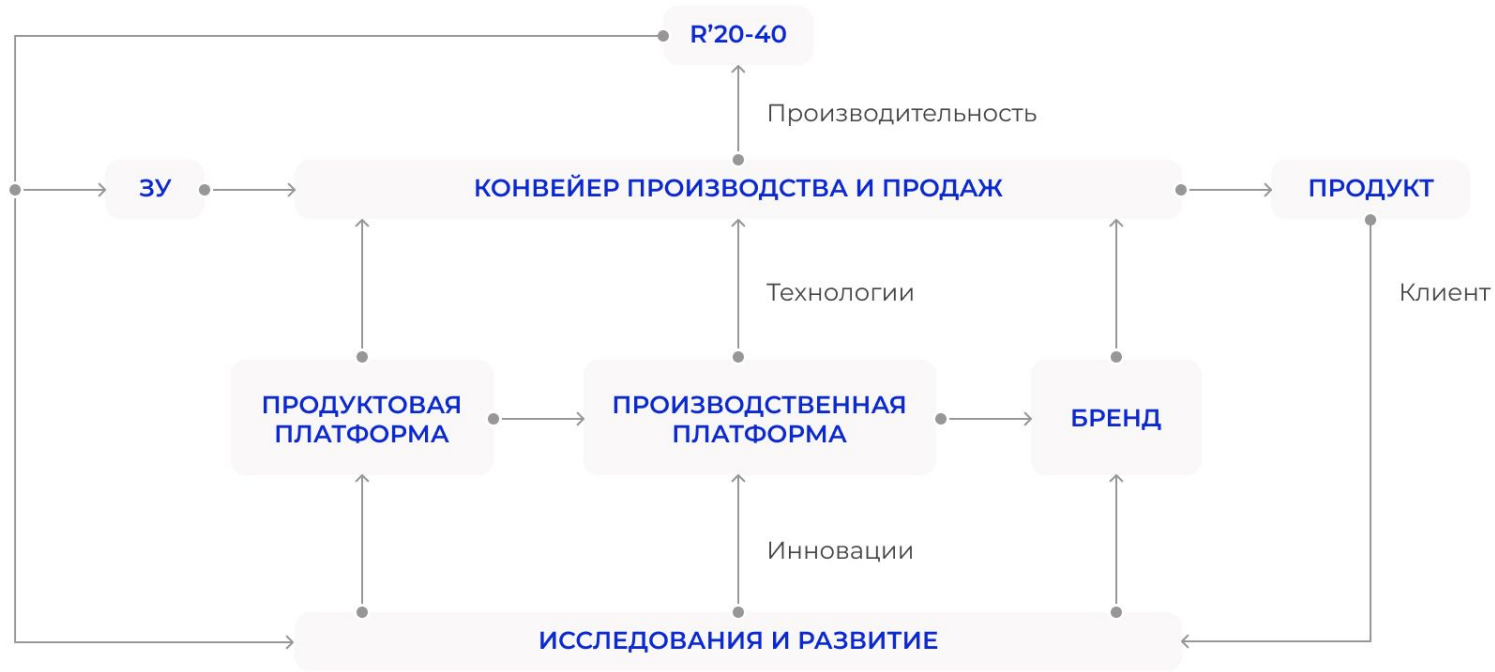 R’20-40
Производительность
ЗУ
КОНВЕЙЕР ПРОИЗВОДСТВА И ПРОДАЖ
ПРОДУКТ
Технологии
Клиент
ПРОДУКТОВАЯ
ПЛАТФОРМА
ПРОИЗВОДСТВЕННАЯ
ПЛАТФОРМА
БРЕНД
Инновации
ИССЛЕДОВАНИЯ И РАЗВИТИЕ